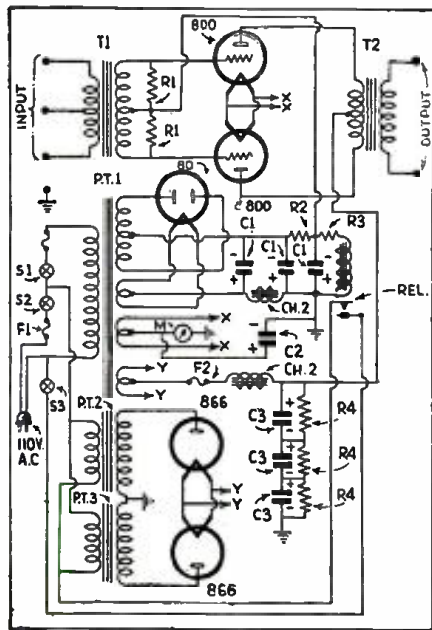 T1
800
T2
INPUT
R1
R1
X
X
OUTPUT
80
800
P.T.1
C1
R2
R3
C1
C1
S1
S2
F1
CH.2
REL.
M
X
X
C2
Y
F2
CH.2
Y
S3
866
110V.
A.C
P.T.2
C3
R4
C3
R4
P.T.3
Y
Y
C3
R4
866